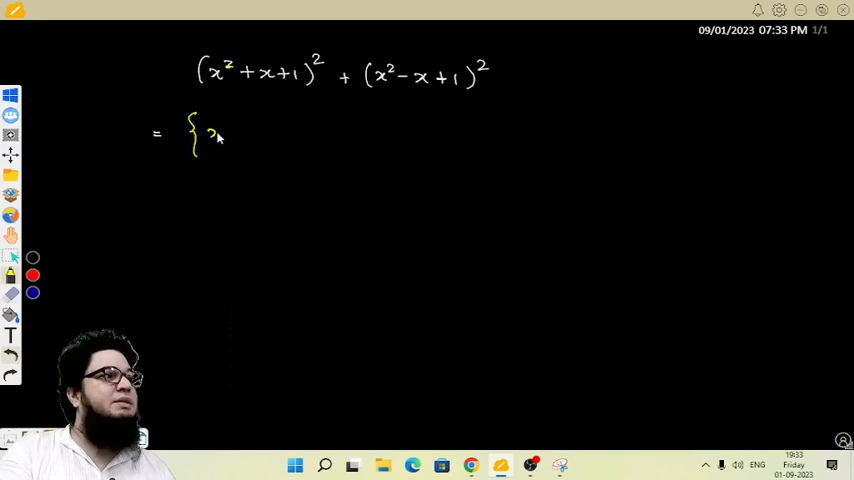 09/01/2023 07:33 PM 1/1
(x² + x + 1)² + (x² - x + 1)²
= { x
T
ENG
19:33
Friday
01-09-2023